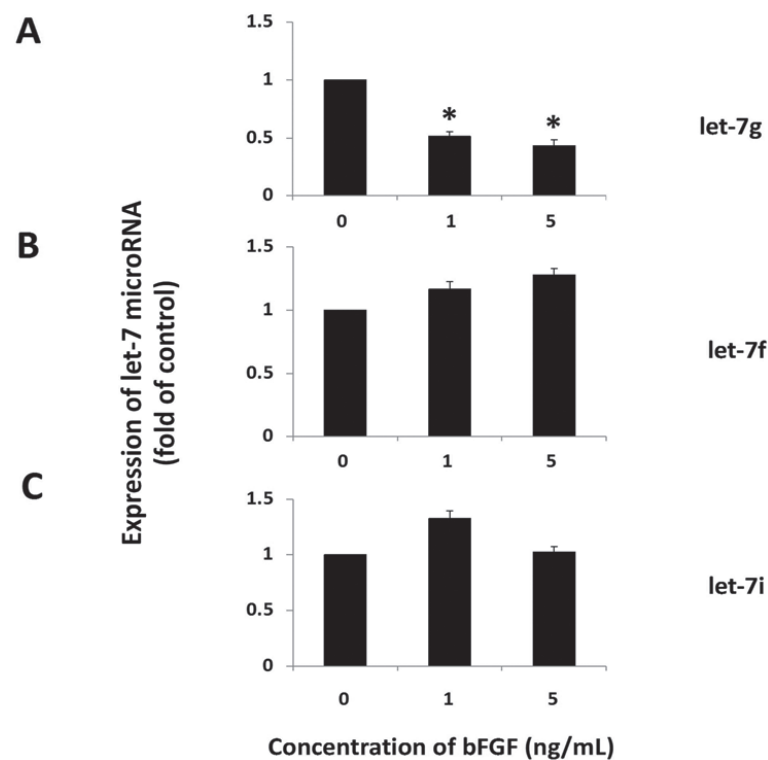 A
1.5
1
0.5
0
*
*
0 1 5
let-7g
B
1.5
1
0.5
0
0 1 5
let-7f
C
1.5
1
0.5
0
0 1 5
let-7i
Expression of let-7 microRNA
(fold of control)
Concentration of bFGF (ng/mL)